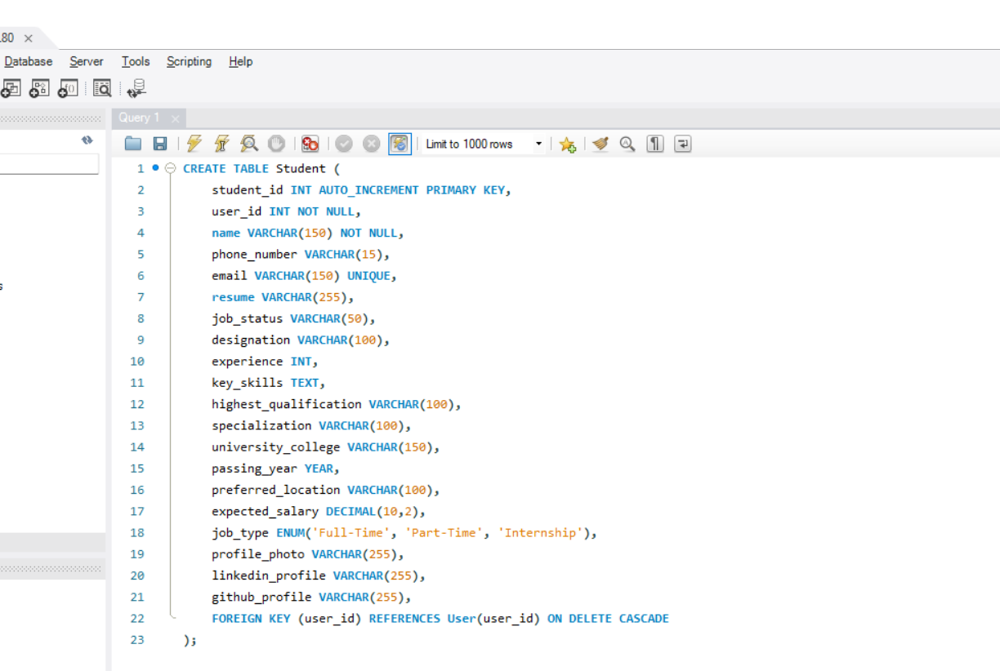 .80
Database Server Tools Scripting Help
Query 1
Limit to 1000 rows
1 CREATE TABLE Student (
2 student_id INT AUTO_INCREMENT PRIMARY KEY,
3 user_id INT NOT NULL,
4 name VARCHAR(150) NOT NULL,
5 phone_number VARCHAR(15),
6 email VARCHAR(150) UNIQUE,
7 resume VARCHAR(255),
8 job_status VARCHAR(50),
9 designation VARCHAR(100),
10 experience INT,
11 key_skills TEXT,
12 highest_qualification VARCHAR(100),
13 specialization VARCHAR(100),
14 university_college VARCHAR(150),
15 passing_year YEAR,
16 preferred_location VARCHAR(100),
17 expected_salary DECIMAL(10,2),
18 job_type ENUM('Full-Time', 'Part-Time', 'Internship'),
19 profile_photo VARCHAR(255),
20 linkedin_profile VARCHAR(255),
21 github_profile VARCHAR(255),
22 FOREIGN KEY (user_id) REFERENCES User(user_id) ON DELETE CASCADE
23 );